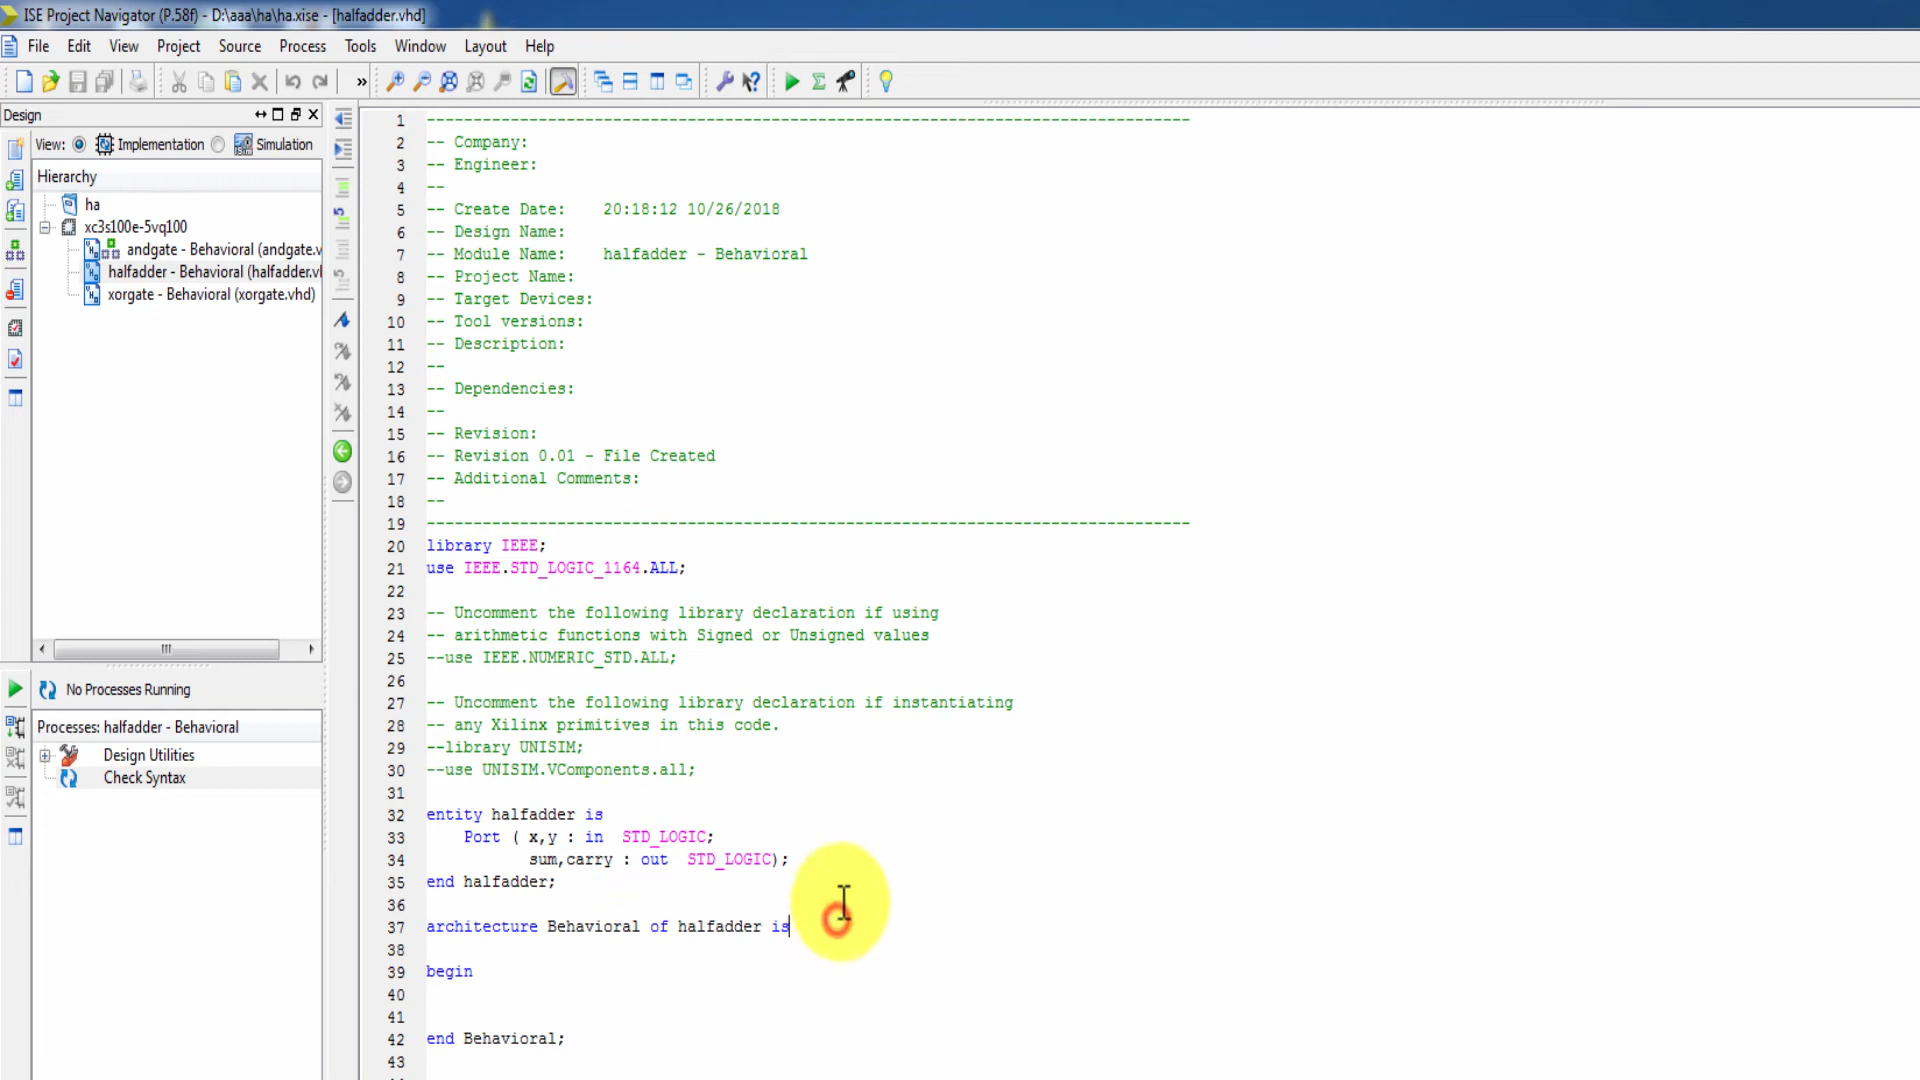 ISE Project Navigator (P.58f) - D:\aaa\ha\ha.xise - [halfadder.vhd]
File Edit View Project Source Process Tools Window Layout Help
»
Design
View: Implementation Simulation
Hierarchy
ha
xc3s100e-5vq100
andgate - Behavioral (andgate.v
halfadder - Behavioral (halfadder.vl
xorgate - Behavioral (xorgate.vhd)
No Processes Running
Processes: halfadder - Behavioral
Design Utilities
Check Syntax
1 ----------------------------------------------------------------------------------
2 -- Company:
3 -- Engineer:
4 --
5 -- Create Date:    20:18:12 10/26/2018
6 -- Design Name:
7 -- Module Name:    halfadder - Behavioral
8 -- Project Name:
9 -- Target Devices:
10 -- Tool versions:
11 -- Description:
12 --
13 -- Dependencies:
14 --
15 -- Revision:
16 -- Revision 0.01 - File Created
17 -- Additional Comments:
18 --
19 ----------------------------------------------------------------------------------
20 library IEEE;
21 use IEEE.STD_LOGIC_1164.ALL;
22
23 -- Uncomment the following library declaration if using
24 -- arithmetic functions with Signed or Unsigned values
25 --use IEEE.NUMERIC_STD.ALL;
26
27 -- Uncomment the following library declaration if instantiating
28 -- any Xilinx primitives in this code.
29 --library UNISIM;
30 --use UNISIM.VComponents.all;
31
32 entity halfadder is
33     Port ( x,y : in  STD_LOGIC;
34            sum,carry : out  STD_LOGIC);
35 end halfadder;
36
37 architecture Behavioral of halfadder is
38
39 begin
40
41
42 end Behavioral;
43